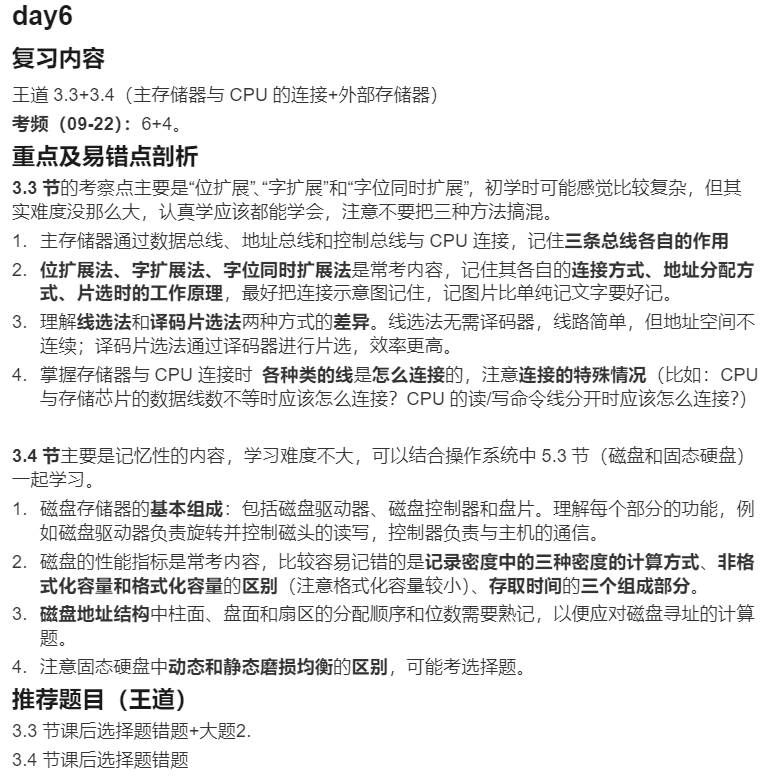 day6
复习内容
王道 3.3+3.4（主存储器与 CPU 的连接+外部存储器）
考频（09-22）：6+4。
重点及易错点剖析
3.3 节的考察点主要是“位扩展”、“字扩展”和“字位同时扩展”，初学时可能感觉比较复杂，但其
实难度没那么大，认真学应该都能学会，注意不要把三种方法搞混。
1. 主存储器通过数据总线、地址总线和控制总线与 CPU 连接，记住三条总线各自的作用
2. 位扩展法、字扩展法、字位同时扩展法是常考内容，记住其各自的连接方式、地址分配方
式、片选时的工作原理，最好把连接示意图记住，记图片比单纯记文字要好记。
3. 理解线选法和译码片选法两种方式的差异。线选法无需译码器，线路简单，但地址空间不
连续；译码片选法通过译码器进行片选，效率更高。
4. 掌握存储器与 CPU 连接时 各种类的线是怎么连接的，注意连接的特殊情况（比如：CPU
与存储芯片的数据线数不等时应该怎么连接？CPU 的读/写命令线分开时应该怎么连接？）
3.4 节主要是记忆性的内容，学习难度不大，可以结合操作系统中 5.3 节（磁盘和固态硬盘）
一起学习。
1. 磁盘存储器的基本组成：包括磁盘驱动器、磁盘控制器和盘片。理解每个部分的功能，例
如磁盘驱动器负责旋转并控制磁头的读写，控制器负责与主机的通信。
2. 磁盘的性能指标是常考内容，比较容易记错的是记录密度中的三种密度的计算方式、非格
式化容量和格式化容量的区别（注意格式化容量较小）、存取时间的三个组成部分。
3. 磁盘地址结构中柱面、盘面和扇区的分配顺序和位数需要熟记，以便应对磁盘寻址的计算
题。
4. 注意固态硬盘中动态和静态磨损均衡的区别，可能考选择题。
推荐题目（王道）
3.3 节课后选择题错题+大题2.
3.4 节课后选择题错题